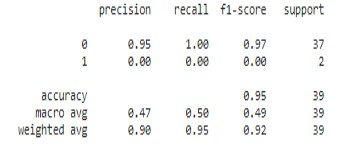 precision recall f1-score support
0 0.95 1.00 0.97 37
1 0.00 0.00 0.00 2
accuracy 0.95 39
macro avg 0.47 0.50 0.49 39
weighted avg 0.90 0.95 0.92 39